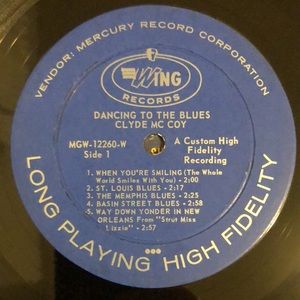 VENDOR: MERCURY RECORD CORPORATION
WING
RECORDS
DANCING TO THE BLUES
CLYDE MC COY
MGW-12260-W
Side 1
A Custom High
Fidelity
Recording
1- WHEN YOU'RE SMILING (The Whole
World Smiles With You) - 2:00
2- ST. LOUIS BLUES - 2:17
3- THE MEMPHIS BLUES - 2:25
4- BASIN STREET BLUES - 2:58
5- WAY DOWN YONDER IN NEW
ORLEANS From "Strut Miss
Lizzie" - 2:57
LONG PLAYING HIGH FIDELITY